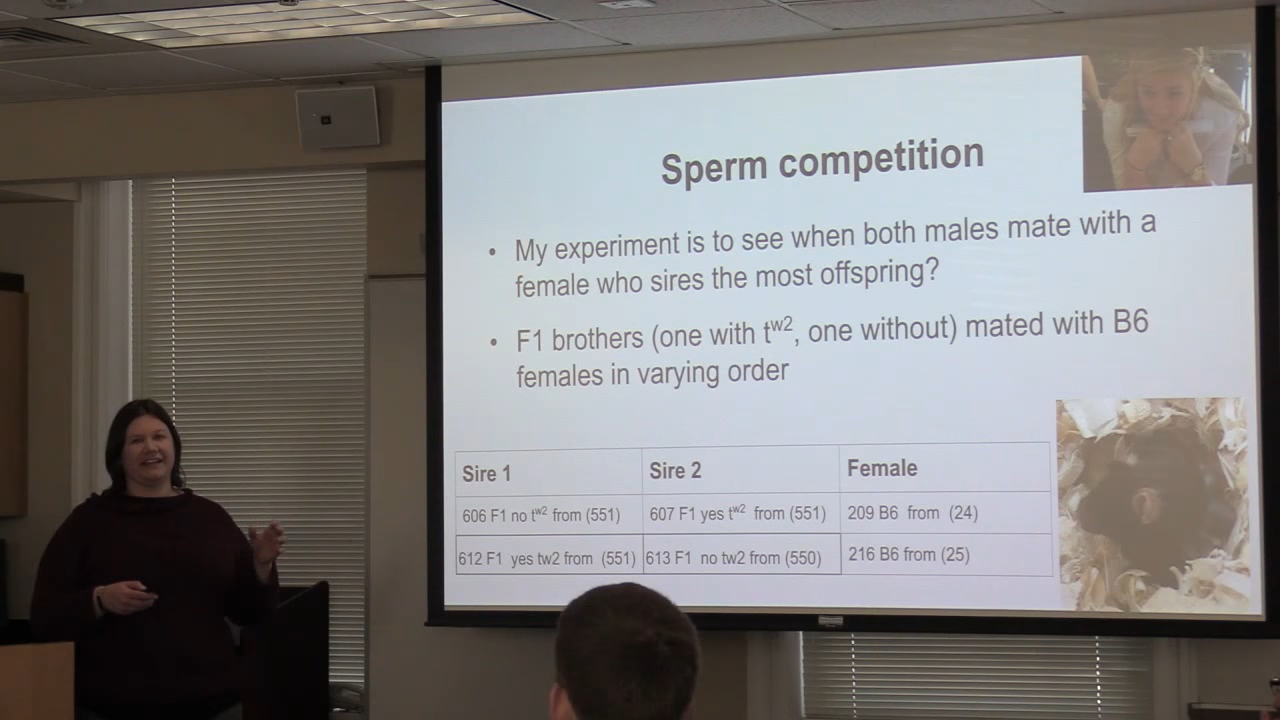 Sperm competition
• My experiment is to see when both males mate with a
female who sires the most offspring?
• F1 brothers (one with tʷ², one without) mated with B6
females in varying order
Sire 1 Sire 2 Female
606 F1 no tʷ² from (551) 607 F1 yes tʷ² from (551) 209 B6 from (24)
612 F1 yes tw2 from (551) 613 F1 no tw2 from (550) 216 B6 from (25)